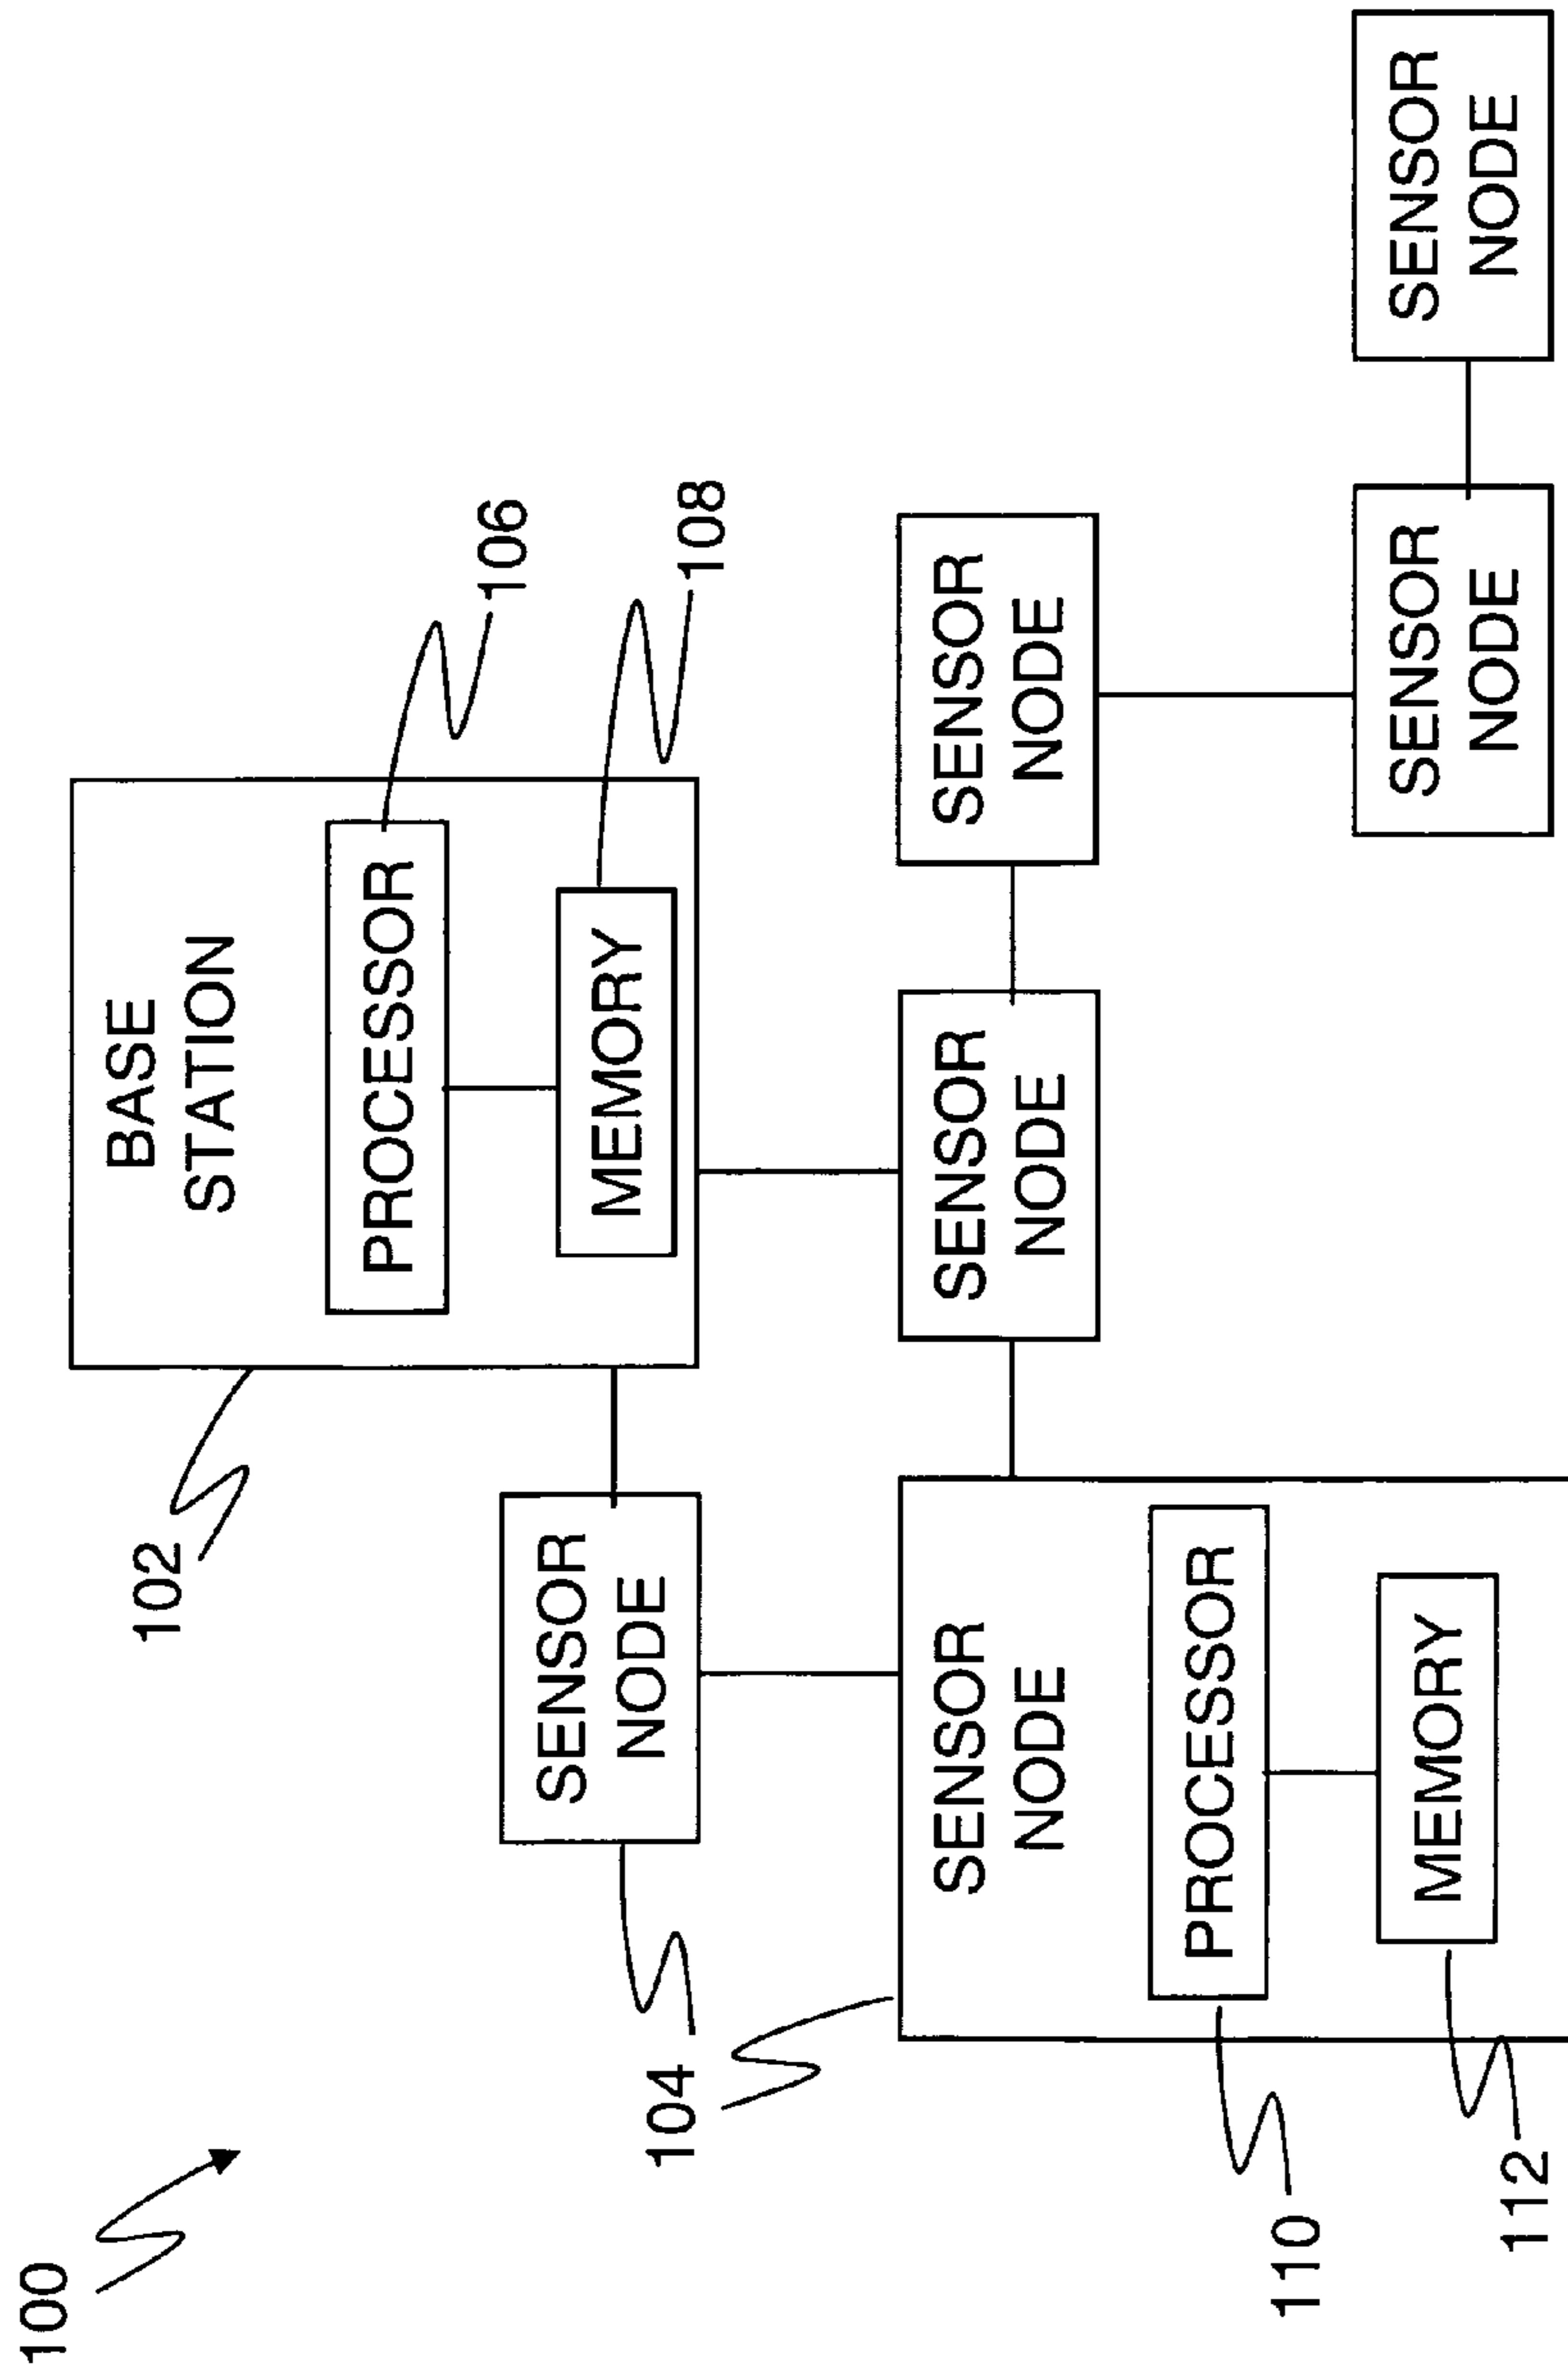 100
102
BASE
STATION
PROCESSOR
106
MEMORY
108
SENSOR
NODE
104
SENSOR
NODE
PROCESSOR
110
MEMORY
112
SENSOR
NODE
SENSOR
NODE
SENSOR
NODE
SENSOR
NODE